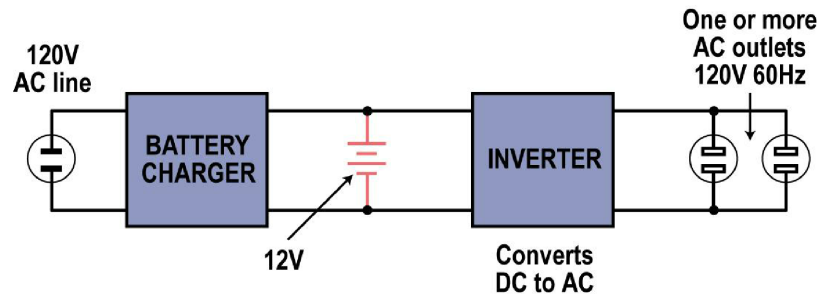 120V
AC line
BATTERY
CHARGER
12V
INVERTER
Converts
DC to AC
One or more
AC outlets
120V 60Hz